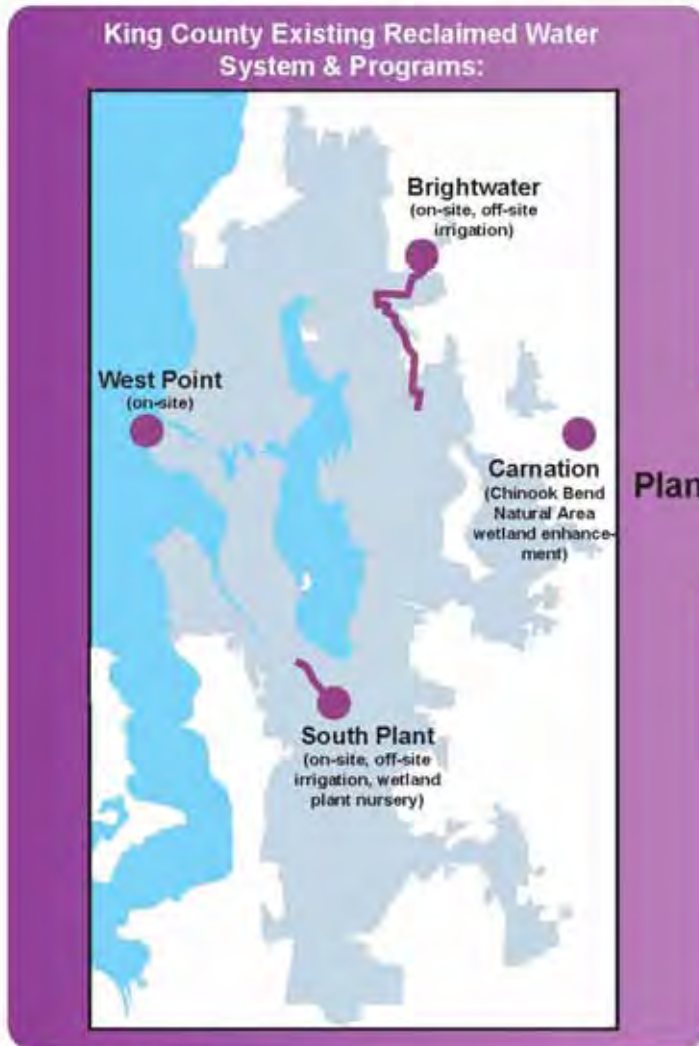 King County Existing Reclaimed Water
System & Programs:
Brightwater
(on-site, off-site
irrigation)
West Point
(on-site)
Carnation
(Chinook Bend
Natural Area
wetland enhance-
ment)
Plan
South Plant
(on-site, off-site
irrigation, wetland
plant nursery)